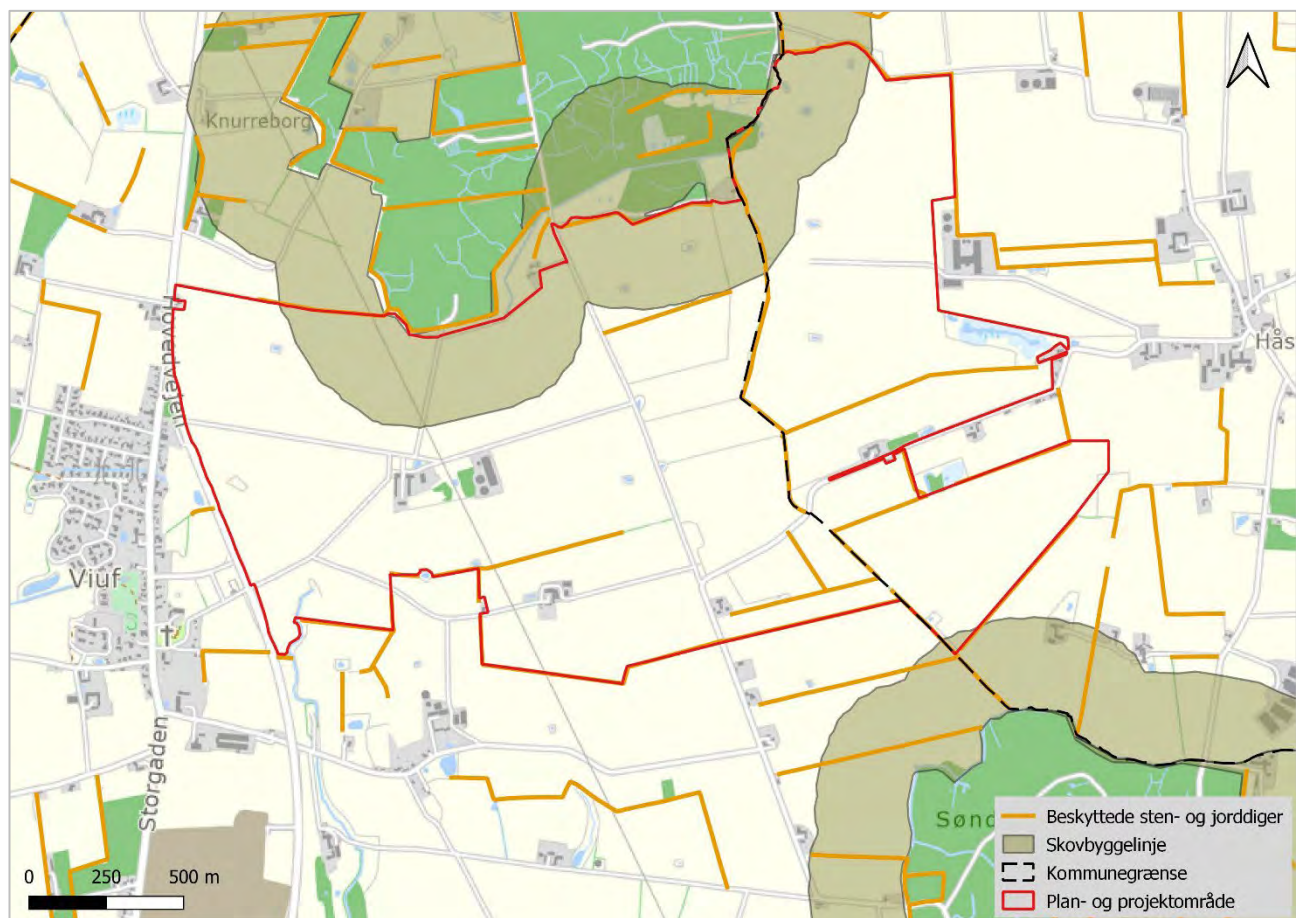 Knurreborg
Hovedvejen
Hås
Viuf
Storgaden
Sønd
0 250 500 m
Beskyttede sten- og jorddiger
Skovbyggelinje
Kommunegrænse
Plan- og projektområde